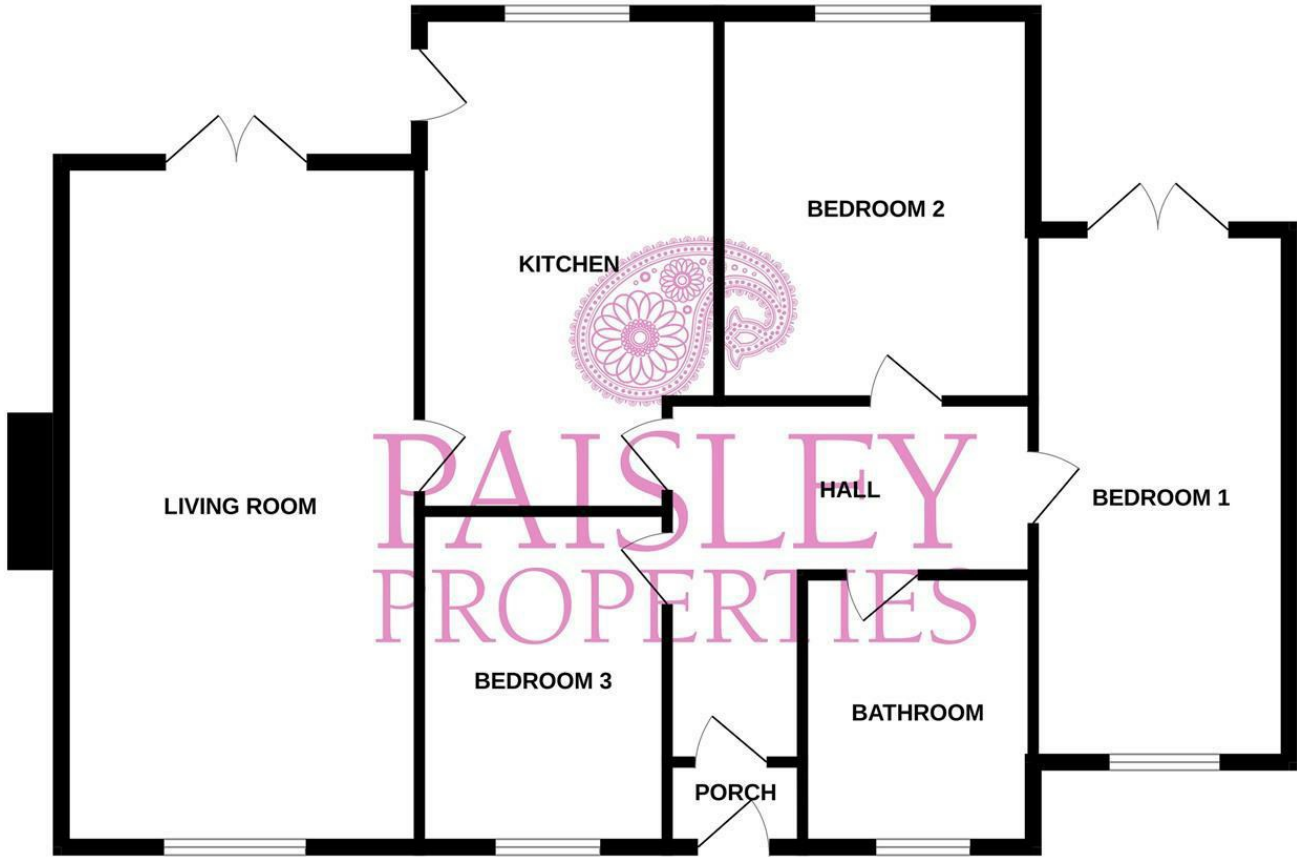 BEDROOM 2
KITCHEN
HALL
BEDROOM 1
LIVING ROOM
PAISLEY
PROPERTIES
BEDROOM 3
BATHROOM
PORCH